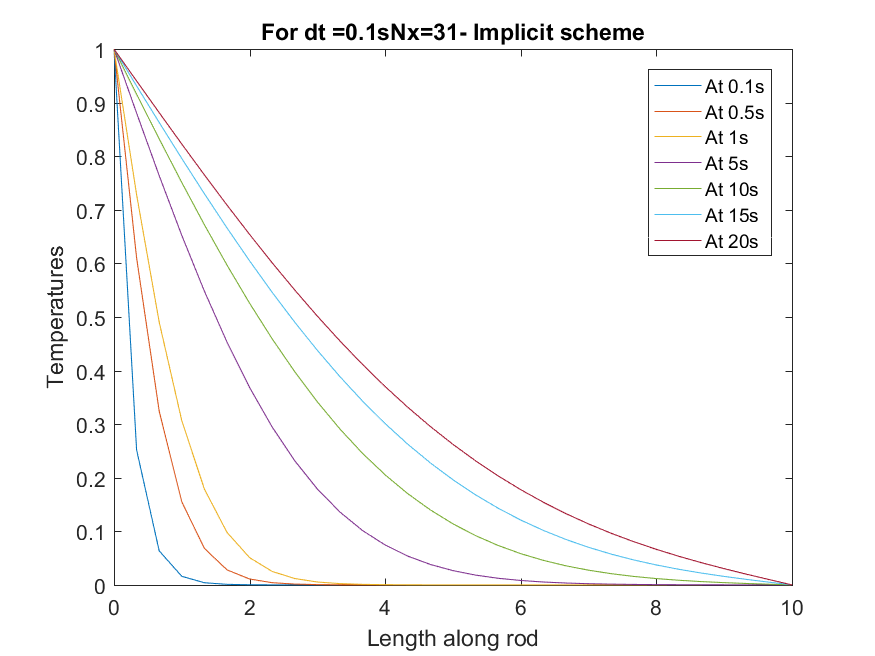 For dt =0.1sNx=31- Implicit scheme
1
0.9
0.8
0.7
0.6
0.5
0.4
0.3
0.2
0.1
0
Temperatures
At 0.1s
At 0.5s
At 1s
At 5s
At 10s
At 15s
At 20s
0 2 4 6 8 10
Length along rod